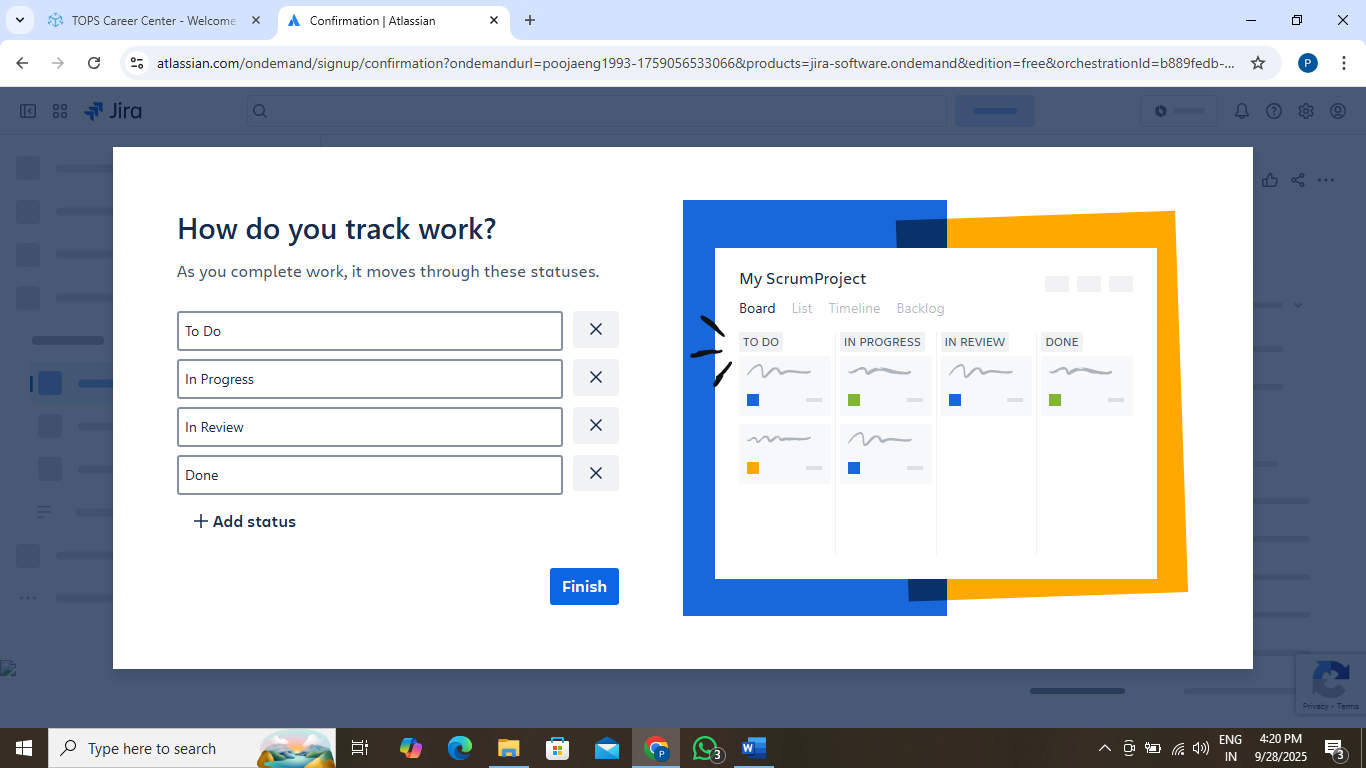 TOPS Career Center - Welcome
Confirmation | Atlassian
atlassian.com/ondemand/signup/confirmation?ondemandurl=poojaeng1993-1759056533066&products=jira-software.ondemand&edition=free&orchestrationId=b889fedb-...
P
Jira
How do you track work?
As you complete work, it moves through these statuses.
To Do
In Progress
In Review
Done
+ Add status
Finish
My ScrumProject
Board List Timeline Backlog
TO DO IN PROGRESS IN REVIEW DONE
Privacy - Terms
Type here to search
P
3
W
ENG
IN
4:20 PM
9/28/2025
3